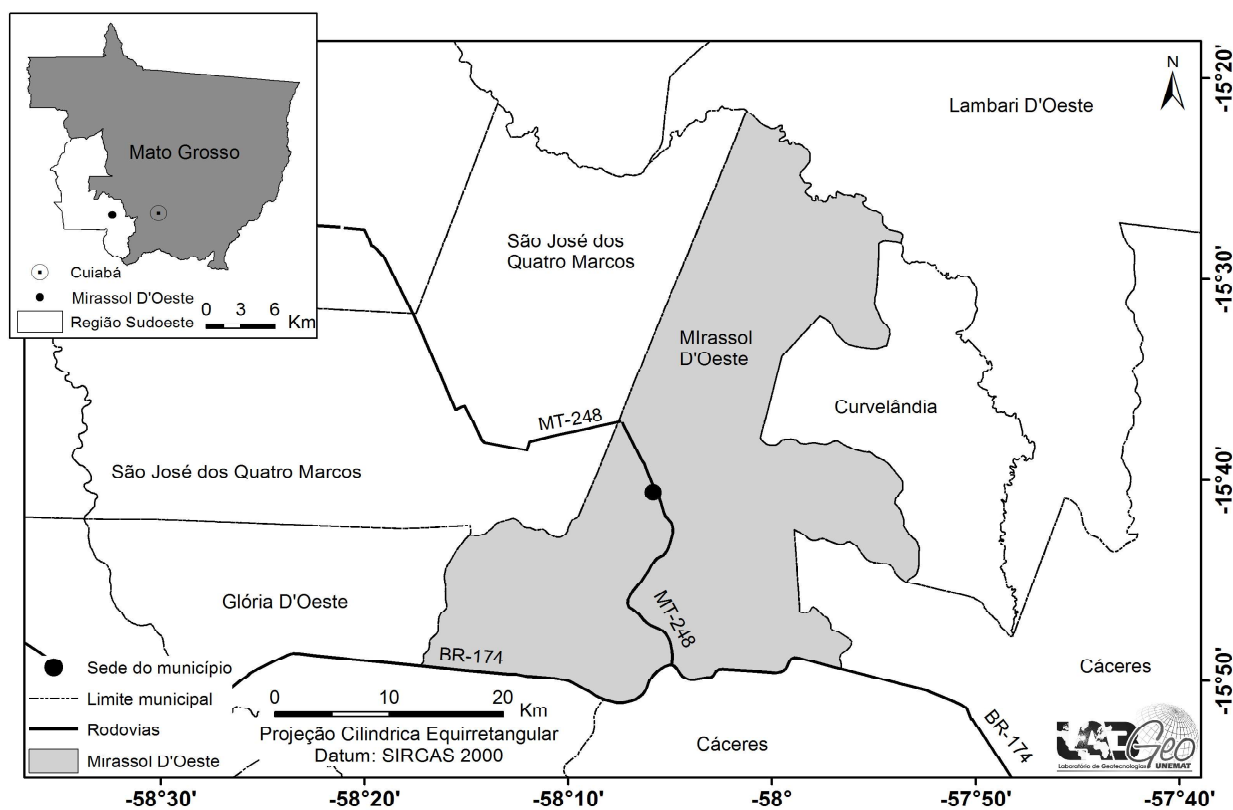 Mato Grosso
Cuiabá
Mirassol D'Oeste
Região Sudoeste
0 3 6
Km
N
Lambari D'Oeste
São José dos
Quatro Marcos
MIrassol
D'Oeste
Curvelândia
MT-248
São José dos Quatro Marcos
Glória D'Oeste
MT-248
BR-174
Cáceres
Cáceres
BR-174
Sede do município
Limite municipal
Rodovias
Mirassol D'Oeste
0 10 20
Km
Projeção Cilindrica Equirretangular
Datum: SIRGAS 2000
LABGeo
Laboratório de Geotecnologias UNEMAT
-15°20'
-15°30'
-15°40'
-15°50'
-58°30' -58°20' -58°10' -58° -57°50' -57°40'